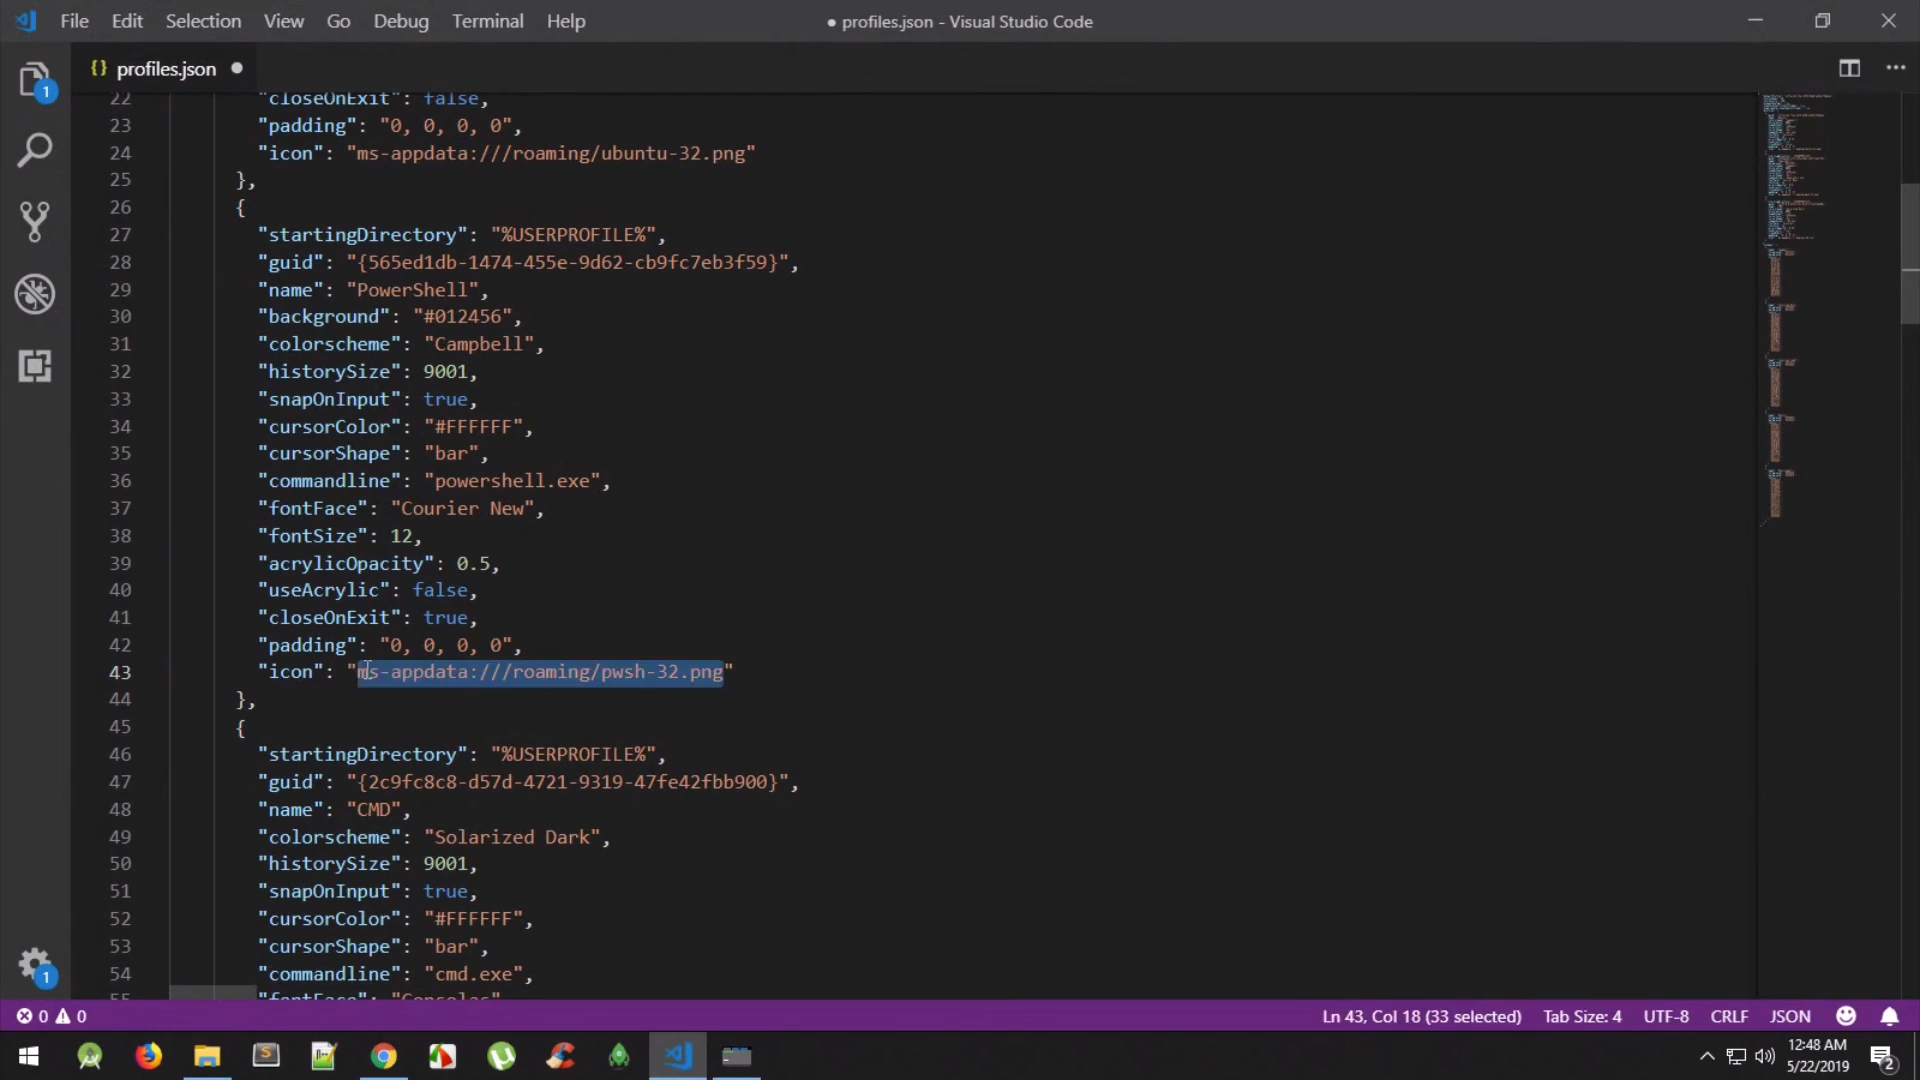 File Edit Selection View Go Debug Terminal Help
● profiles.json - Visual Studio Code
{} profiles.json ●
1
22 "closeOnExit": false,
23 "padding": "0, 0, 0, 0",
24 "icon": "ms-appdata:///roaming/ubuntu-32.png"
25 },
26 {
27 "startingDirectory": "%USERPROFILE%",
28 "guid": "{565ed1db-1474-455e-9d62-cb9fc7eb3f59}",
29 "name": "PowerShell",
30 "background": "#012456",
31 "colorscheme": "Campbell",
32 "historySize": 9001,
33 "snapOnInput": true,
34 "cursorColor": "#FFFFFF",
35 "cursorShape": "bar",
36 "commandline": "powershell.exe",
37 "fontFace": "Courier New",
38 "fontSize": 12,
39 "acrylicOpacity": 0.5,
40 "useAcrylic": false,
41 "closeOnExit": true,
42 "padding": "0, 0, 0, 0",
43 "icon": "ms-appdata:///roaming/pwsh-32.png"
44 },
45 {
46 "startingDirectory": "%USERPROFILE%",
47 "guid": "{2c9fc8c8-d57d-4721-9319-47fe42fbb900}",
48 "name": "CMD",
49 "colorscheme": "Solarized Dark",
50 "historySize": 9001,
51 "snapOnInput": true,
52 "cursorColor": "#FFFFFF",
53 "cursorShape": "bar",
54 "commandline": "cmd.exe",
55 "fontFace": "Consolas"
1
0 0
Ln 43, Col 18 (33 selected) Tab Size: 4 UTF-8 CRLF JSON
12:48 AM
5/22/2019
2